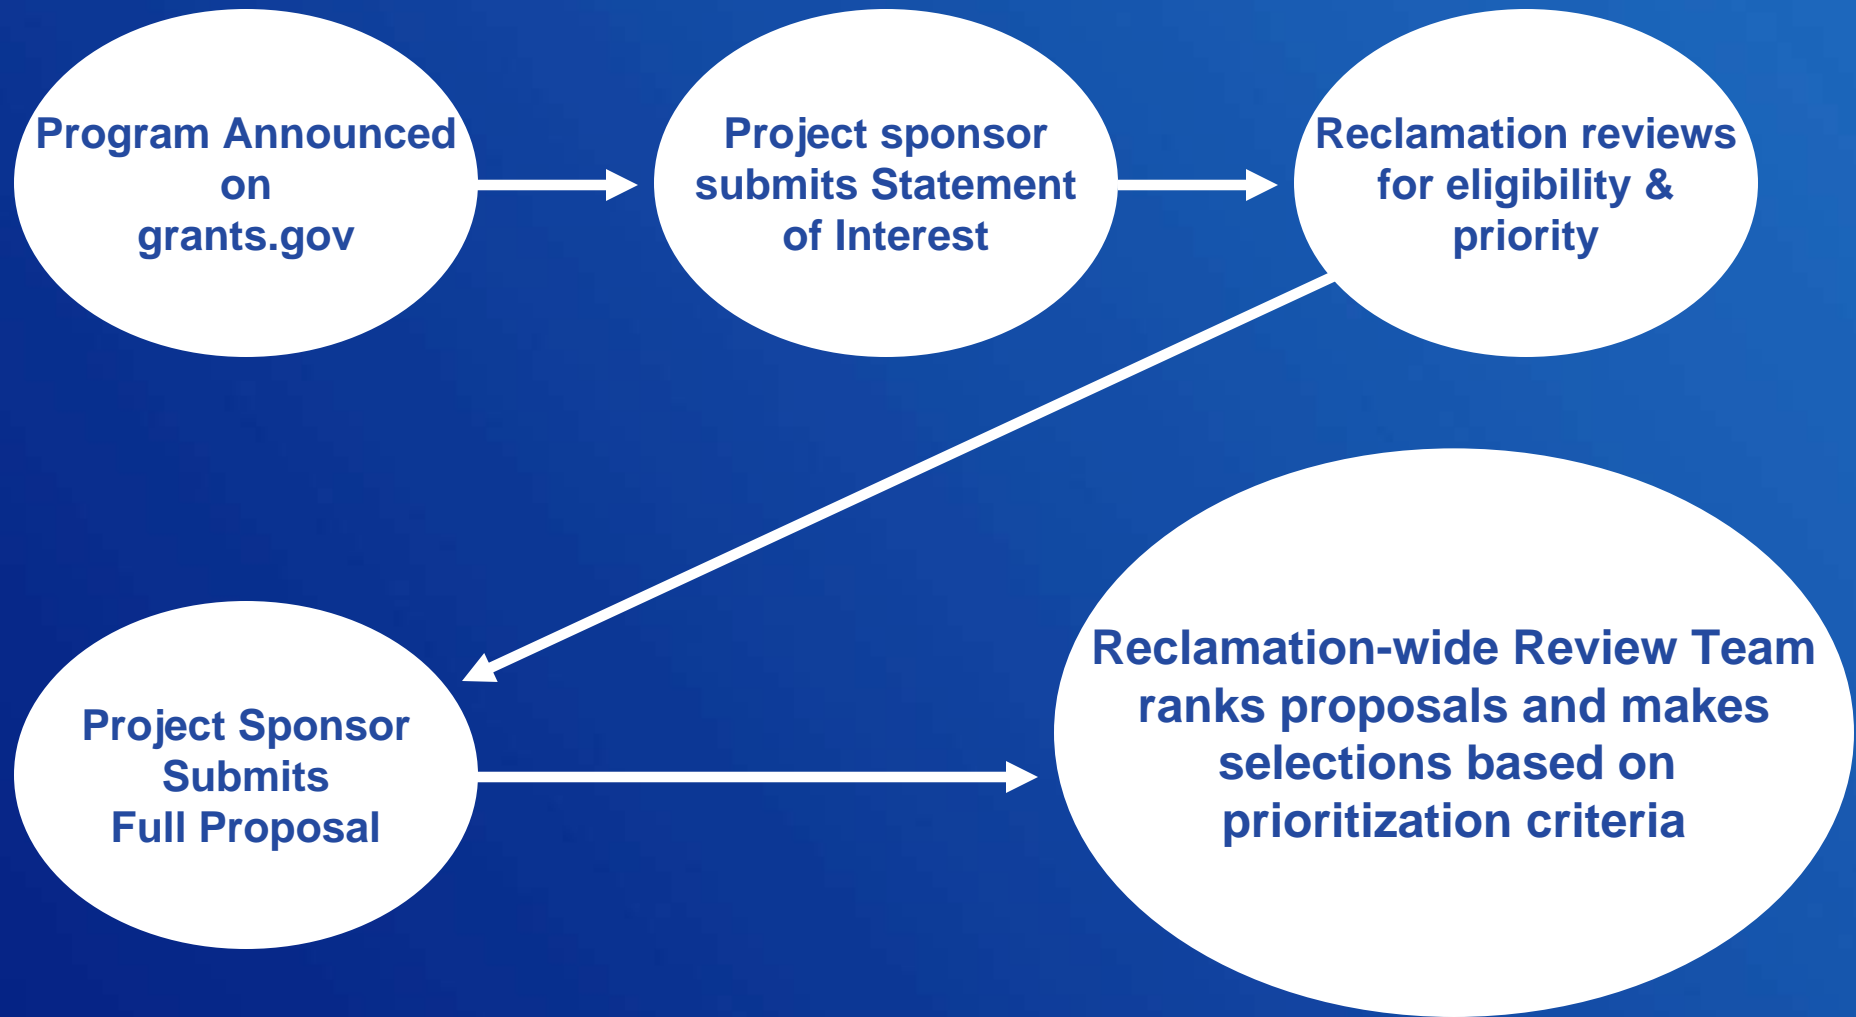 Program Announced
on
grants.gov
Project sponsor
submits Statement
of Interest
Reclamation reviews
for eligibility &
priority
Project Sponsor
Submits
Full Proposal
Reclamation-wide Review Team
ranks proposals and makes
selections based on
prioritization criteria